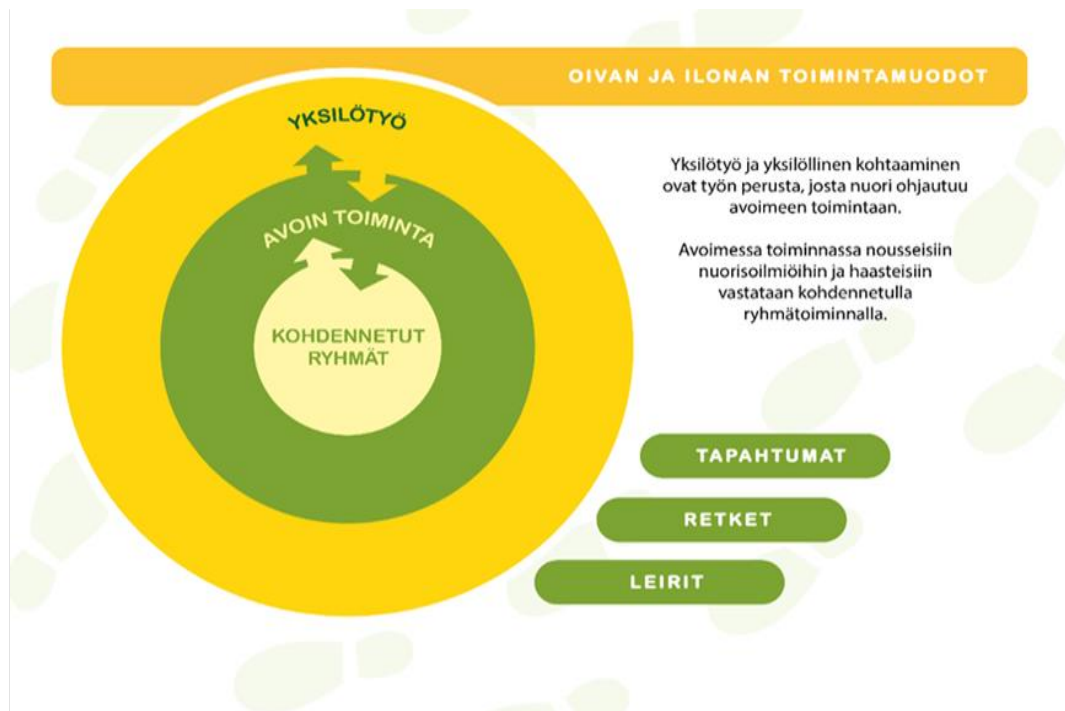 OIVAN JA ILONAN TOIMINTAMUODOT
YKSILÖTYÖ
AVOIN TOIMINTA
KOHDENNETUT
RYHMÄT
Yksilötyö ja yksilöllinen kohtaaminen
ovat työn perusta, josta nuori ohjautuu
avoimeen toimintaan.
Avoimessa toiminnassa nousseisiin
nuorisoilmiöihin ja haasteisiin
vastataan kohdennetulla
ryhmätoiminnalla.
TAPAHTUMAT
RETKET
LEIRIT